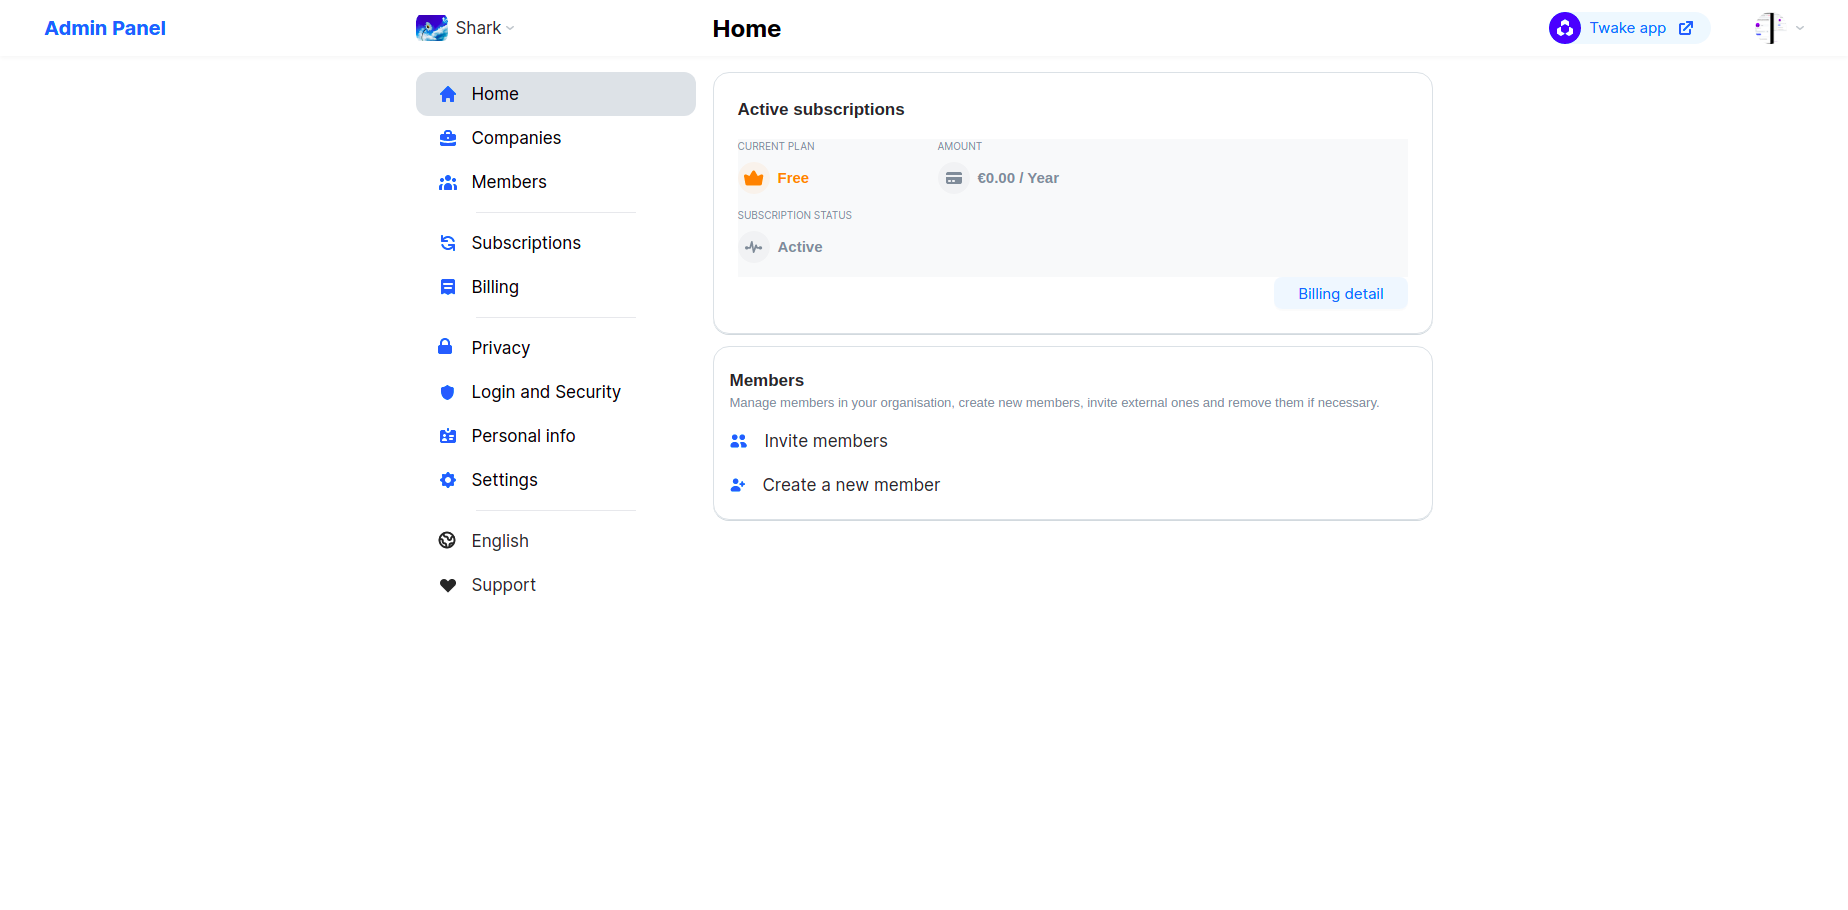 Admin Panel
Shark
Home
Twake app
Home
Companies
Members
Subscriptions
Billing
Privacy
Login and Security
Personal info
Settings
English
Support
Active subscriptions
CURRENT PLAN
AMOUNT
Free
€0.00 / Year
SUBSCRIPTION STATUS
Active
Billing detail
Members
Manage members in your organisation, create new members, invite external ones and remove them if necessary.
Invite members
Create a new member